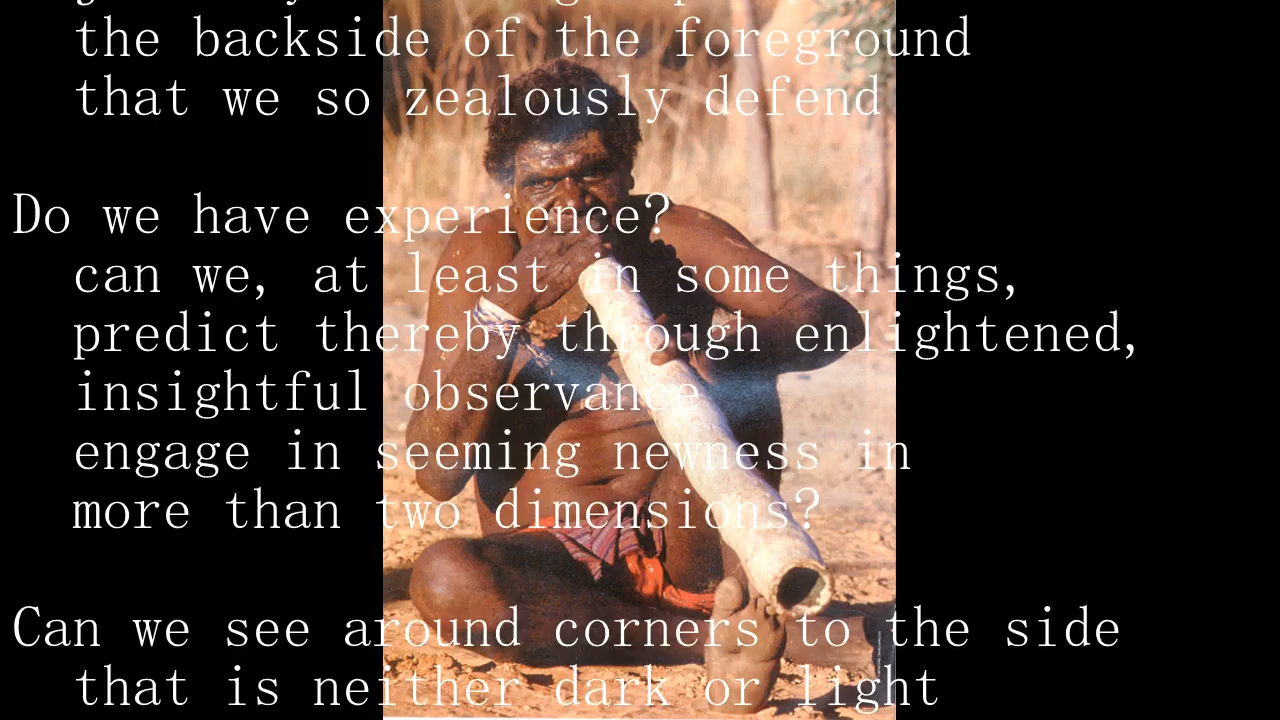 the backside of the foreground
that we so zealously defend
Do we have experience?
can we, at least in some things,
predict thereby through enlightened,
insightful observance
engage in seeming newness in
more than two dimensions?
Can we see around corners to the side
that is neither dark or light